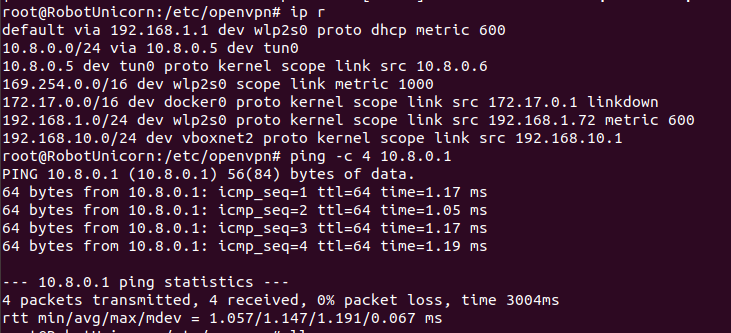 root@RobotUnicorn:/etc/openvpn# ip r
default via 192.168.1.1 dev wlp2s0 proto dhcp metric 600
10.8.0.0/24 via 10.8.0.5 dev tun0
10.8.0.5 dev tun0 proto kernel scope link src 10.8.0.6
169.254.0.0/16 dev wlp2s0 scope link metric 1000
172.17.0.0/16 dev docker0 proto kernel scope link src 172.17.0.1 linkdown
192.168.1.0/24 dev wlp2s0 proto kernel scope link src 192.168.1.72 metric 600
192.168.10.0/24 dev vboxnet2 proto kernel scope link src 192.168.10.1
root@RobotUnicorn:/etc/openvpn# ping -c 4 10.8.0.1
PING 10.8.0.1 (10.8.0.1) 56(84) bytes of data.
64 bytes from 10.8.0.1: icmp_seq=1 ttl=64 time=1.17 ms
64 bytes from 10.8.0.1: icmp_seq=2 ttl=64 time=1.05 ms
64 bytes from 10.8.0.1: icmp_seq=3 ttl=64 time=1.17 ms
64 bytes from 10.8.0.1: icmp_seq=4 ttl=64 time=1.19 ms
--- 10.8.0.1 ping statistics ---
4 packets transmitted, 4 received, 0% packet loss, time 3004ms
rtt min/avg/max/mdev = 1.057/1.147/1.191/0.067 ms